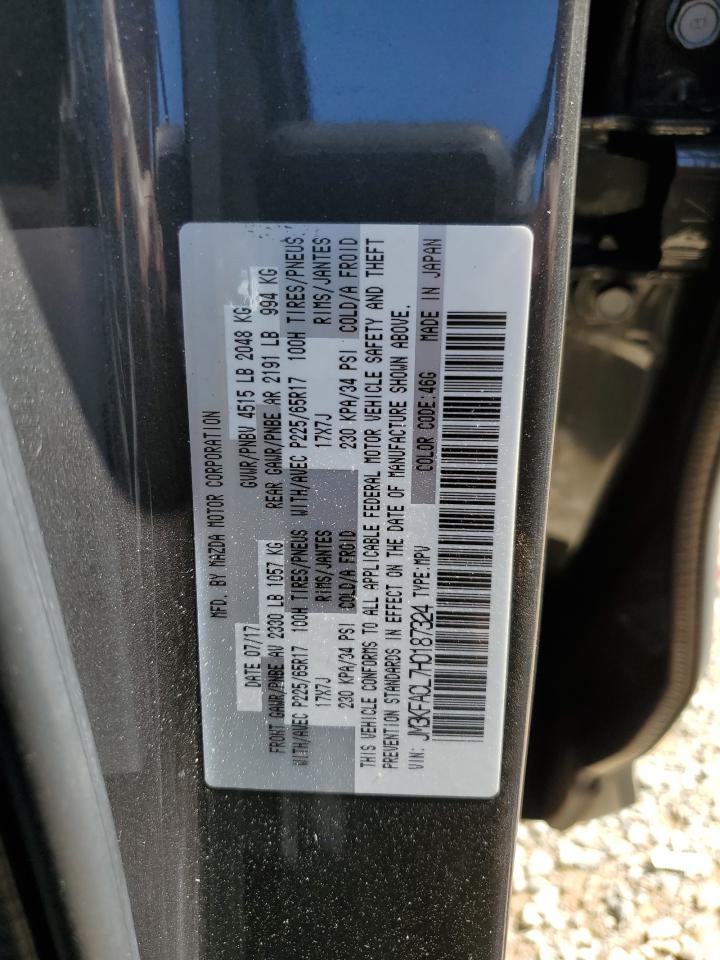 MFD. BY MAZDA MOTOR CORPORATION
DATE 07/17 GVWR/PNBV 4515 LB 2048 KG
FRONT GAWR/PNBE AV 2330 LB 1057 KG REAR GAWR/PNBE AR 2191 LB 994 KG
WITH/AVEC P225/65R17 100H TIRES/PNEUS WITH/AVEC P225/65R17 100H TIRES/PNEUS
17X7J RIMS/JANTES 17X7J RIMS/JANTES
230 KPA/34 PSI COLD/A FROID 230 KPA/34 PSI COLD/A FROID
THIS VEHICLE CONFORMS TO ALL APPLICABLE FEDERAL MOTOR VEHICLE SAFETY AND THEFT
PREVENTION STANDARDS IN EFFECT ON THE DATE OF MANUFACTURE SHOWN ABOVE.
VIN: JM3KFACL7H0187324 TYPE:MPV COLOR CODE:46G MADE IN JAPAN